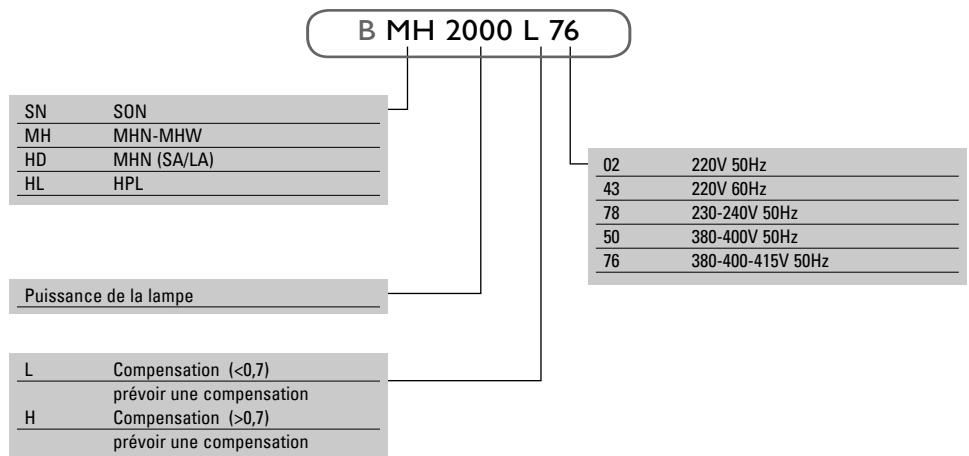 B MH 2000 L 76
SN SON
MH MHN-MHW
HD MHN (SA/LA)
HL HPL
02 220V 50Hz
43 220V 60Hz
78 230-240V 50Hz
50 380-400V 50Hz
76 380-400-415V 50Hz
Puissance de la lampe
L Compensation (<0,7)
prévoir une compensation
H Compensation (>0,7)
prévoir une compensation